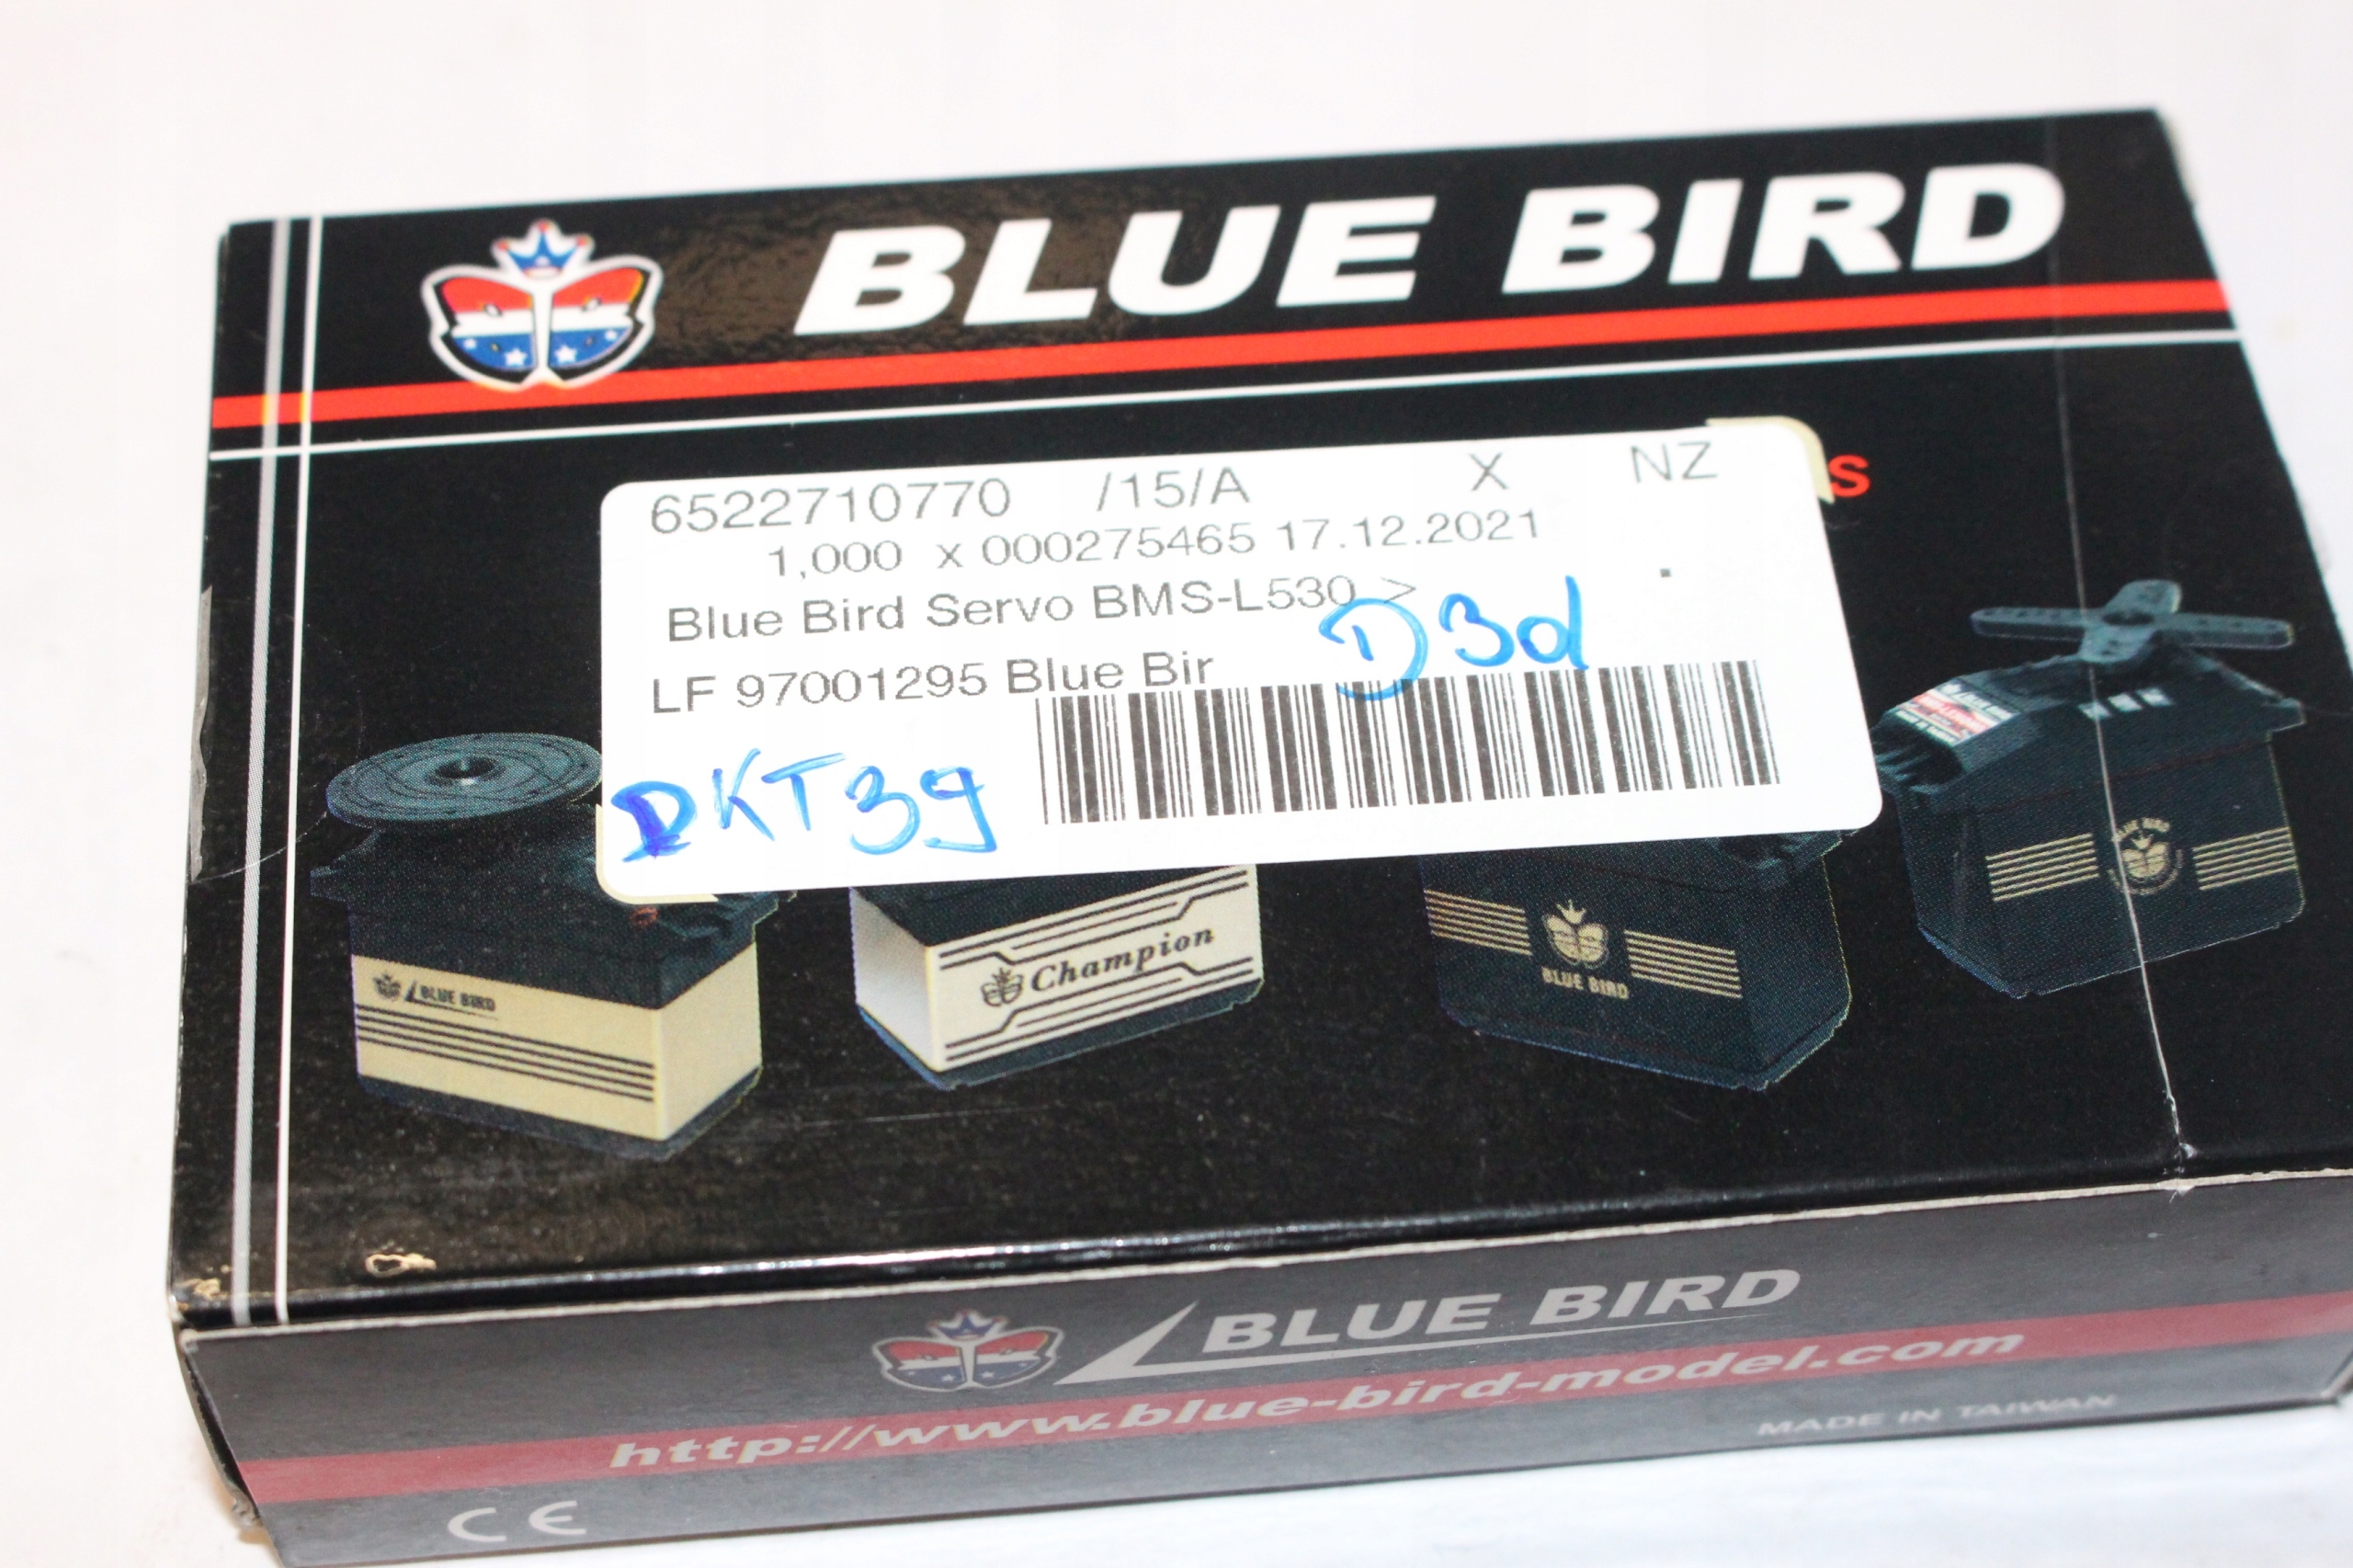 BLUE BIRD
S
6522710770 /15/A X NZ
1,000 x 000275465 17.12.2021
Blue Bird Servo BMS-L530 >
D3d
LF 97001295 Blue Bir
DKT39
BLUE BIRD
Champion
BLUE BIRD
BLUE BIRD
BLUE BIRD
http://www.blue-bird-model.com
MADE IN TAIWAN
CE